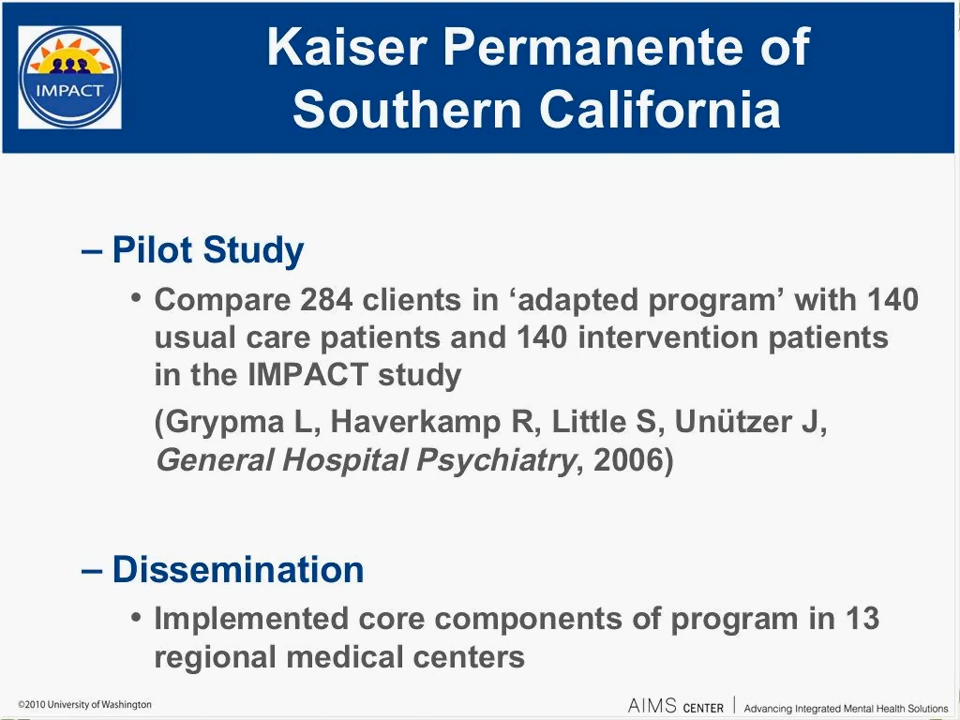 IMPACT
Kaiser Permanente of
Southern California
– Pilot Study
• Compare 284 clients in ‘adapted program’ with 140
usual care patients and 140 intervention patients
in the IMPACT study
(Grypma L, Haverkamp R, Little S, Unützer J,
General Hospital Psychiatry, 2006)
– Dissemination
• Implemented core components of program in 13
regional medical centers
©2010 University of Washington
AIMS CENTER | Advancing Integrated Mental Health Solutions